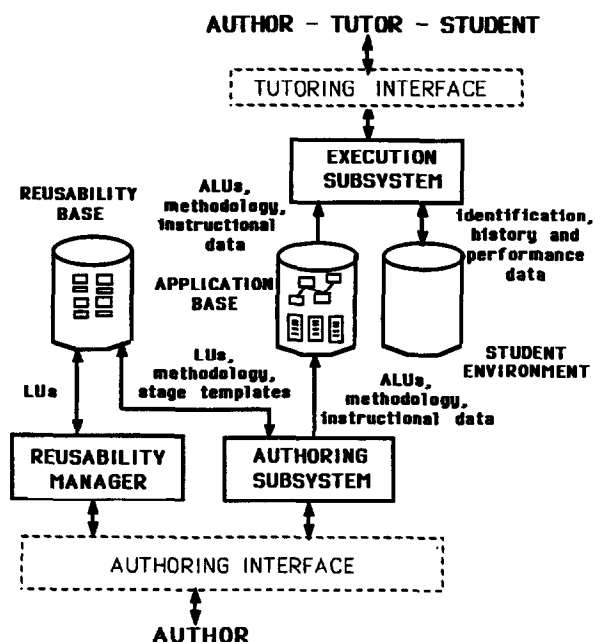 AUTHOR - TUTOR - STUDENT
TUTORING INTERFACE
EXECUTION
SUBSYSTEM
REUSABILITY
BASE
ALUs,
methodology,
instructional
data
identification,
history and
performance
data
APPLICATION
BASE
STUDENT
ENVIRONMENT
LUs
LUs,
methodology,
stage templates
ALUs,
methodology,
instructional data
REUSABILITY
MANAGER
AUTHORING
SUBSYSTEM
AUTHORING INTERFACE
AUTHOR